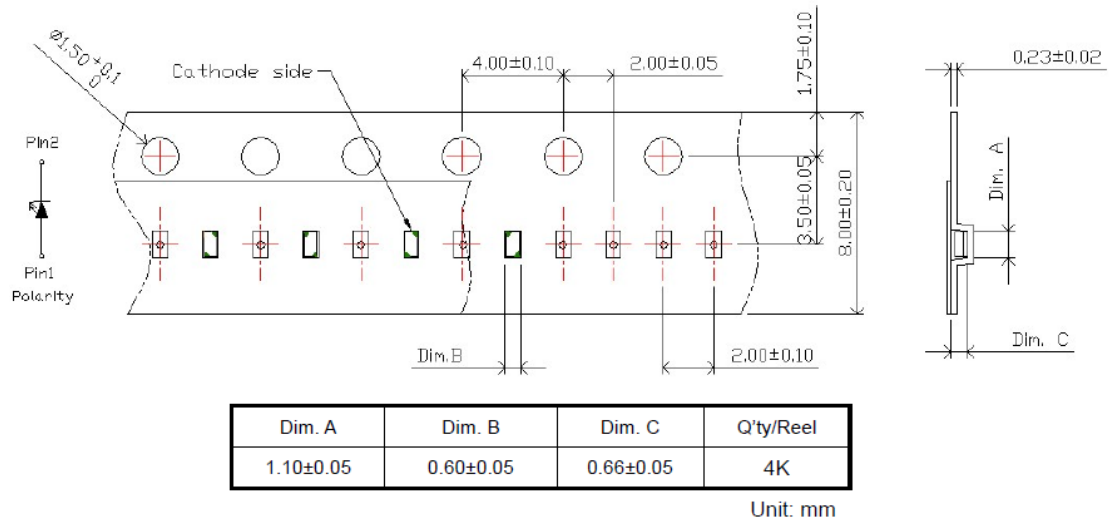 ø1.50 +0.1
0
Cathode side
4.00±0.10
2.00±0.05
1.75±0.10
0.23±0.02
Pin2
Pin1
Polarity
3.50±0.05
8.00±0.20
Dim. A
Dim.B
2.00±0.10
Dim. C
Dim. A Dim. B Dim. C Q'ty/Reel
1.10±0.05 0.60±0.05 0.66±0.05 4K
Unit: mm